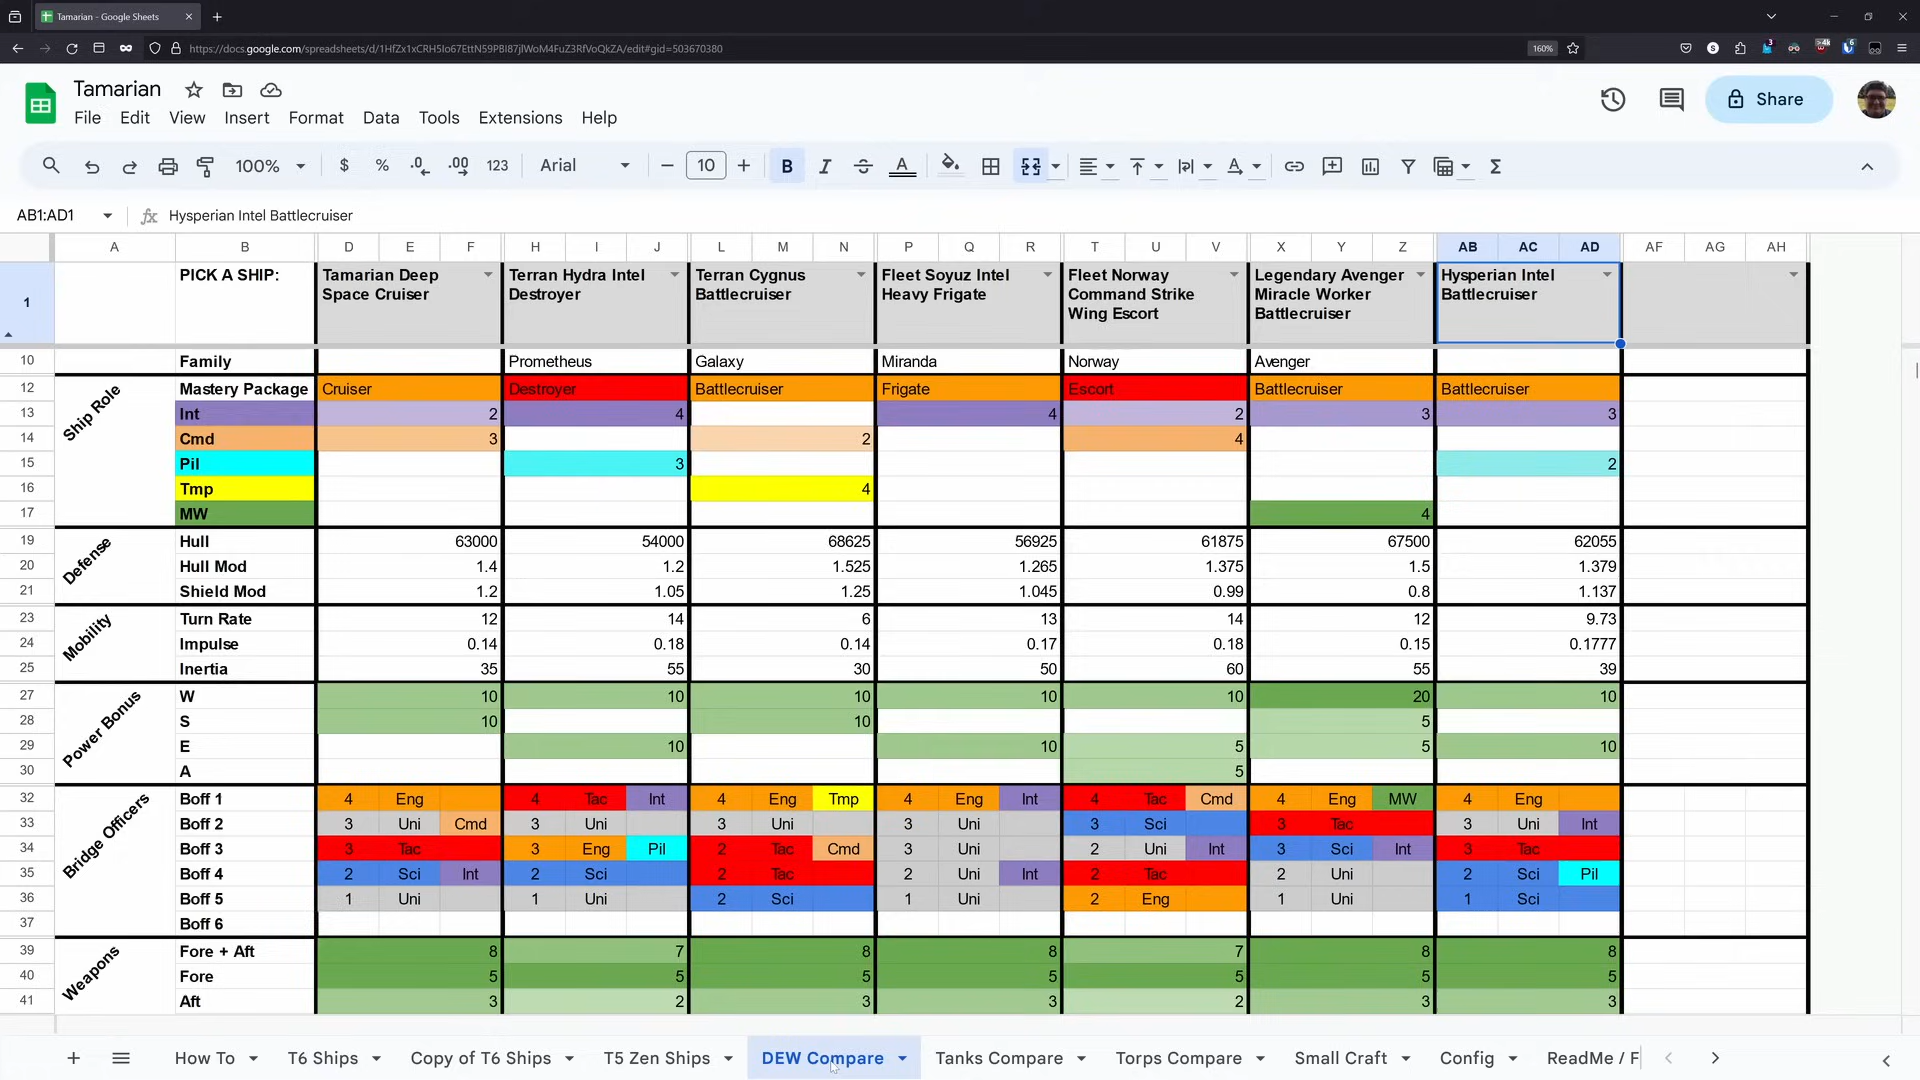 Tamarian - Google Sheets
https://docs.google.com/spreadsheets/d/1HfZx1xCRH5Io67EttN59PBI87jlWoM4FuZ3RfVoQkZA/edit#gid=503670380
160%
Tamarian
File Edit View Insert Format Data Tools Extensions Help
Share
100% $ % .0 .00 123 Arial 10 B I A
AB1:AD1 fx Hysperian Intel Battlecruiser
A B D E F H I J L M N P Q R T U V X Y Z AB AC AD AF AG AH
1 PICK A SHIP: Tamarian Deep Space Cruiser Terran Hydra Intel Destroyer Terran Cygnus Battlecruiser Fleet Soyuz Intel Heavy Frigate Fleet Norway Command Strike Wing Escort Legendary Avenger Miracle Worker Battlecruiser Hysperian Intel Battlecruiser
10 Family Prometheus Galaxy Miranda Norway Avenger
Ship Role
12 Mastery Package Cruiser Destroyer Battlecruiser Frigate Escort Battlecruiser Battlecruiser
13 Int 2 4 4 2 3 3
14 Cmd 3 2 4
15 Pil 3 2
16 Tmp 4
17 MW 4
Defense
19 Hull 63000 54000 68625 56925 61875 67500 62055
20 Hull Mod 1.4 1.2 1.525 1.265 1.375 1.5 1.379
21 Shield Mod 1.2 1.05 1.25 1.045 0.99 0.8 1.137
Mobility
23 Turn Rate 12 14 6 13 14 12 9.73
24 Impulse 0.14 0.18 0.14 0.17 0.18 0.15 0.1777
25 Inertia 35 55 30 50 60 55 39
Power Bonus
27 W 10 10 10 10 10 20 10
28 S 10 10 5
29 E 10 10 5 5 10
30 A 5
Bridge Officers
32 Boff 1 4 Eng 4 Tac Int 4 Eng Tmp 4 Eng Int 4 Tac Cmd 4 Eng MW 4 Eng
33 Boff 2 3 Uni Cmd 3 Uni 3 Uni 3 Uni 3 Sci 3 Tac 3 Uni Int
34 Boff 3 3 Tac 3 Eng Pil 2 Tac Cmd 3 Uni 2 Uni Int 3 Sci Int 3 Tac
35 Boff 4 2 Sci Int 2 Sci 2 Tac 2 Uni Int 2 Tac 2 Uni 2 Sci Pil
36 Boff 5 1 Uni 1 Uni 2 Sci 1 Uni 2 Eng 1 Uni 1 Sci
37 Boff 6
Weapons
39 Fore + Aft 8 7 8 8 7 8 8
40 Fore 5 5 5 5 5 5 5
41 Aft 3 2 3 3 2 3 3
How To T6 Ships Copy of T6 Ships T5 Zen Ships DEW Compare Tanks Compare Torps Compare Small Craft Config ReadMe / F